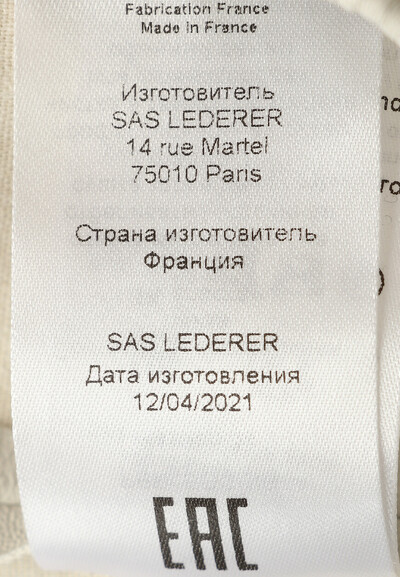 Fabrication France
Made in France
Изготовитель
SAS LEDERER
14 rue Martel
75010 Paris
Страна изготовитель
Франция
SAS LEDERER
Дата изготовления
12/04/2021
EAC